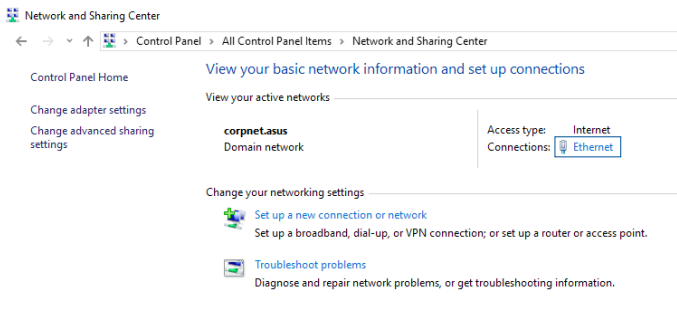 Network and Sharing Center
Control Panel > All Control Panel Items > Network and Sharing Center
Control Panel Home
Change adapter settings
Change advanced sharing
settings
View your basic network information and set up connections
View your active networks
corpnet.asus
Domain network
Access type: Internet
Connections: Ethernet
Change your networking settings
Set up a new connection or network
Set up a broadband, dial-up, or VPN connection; or set up a router or access point.
Troubleshoot problems
Diagnose and repair network problems, or get troubleshooting information.